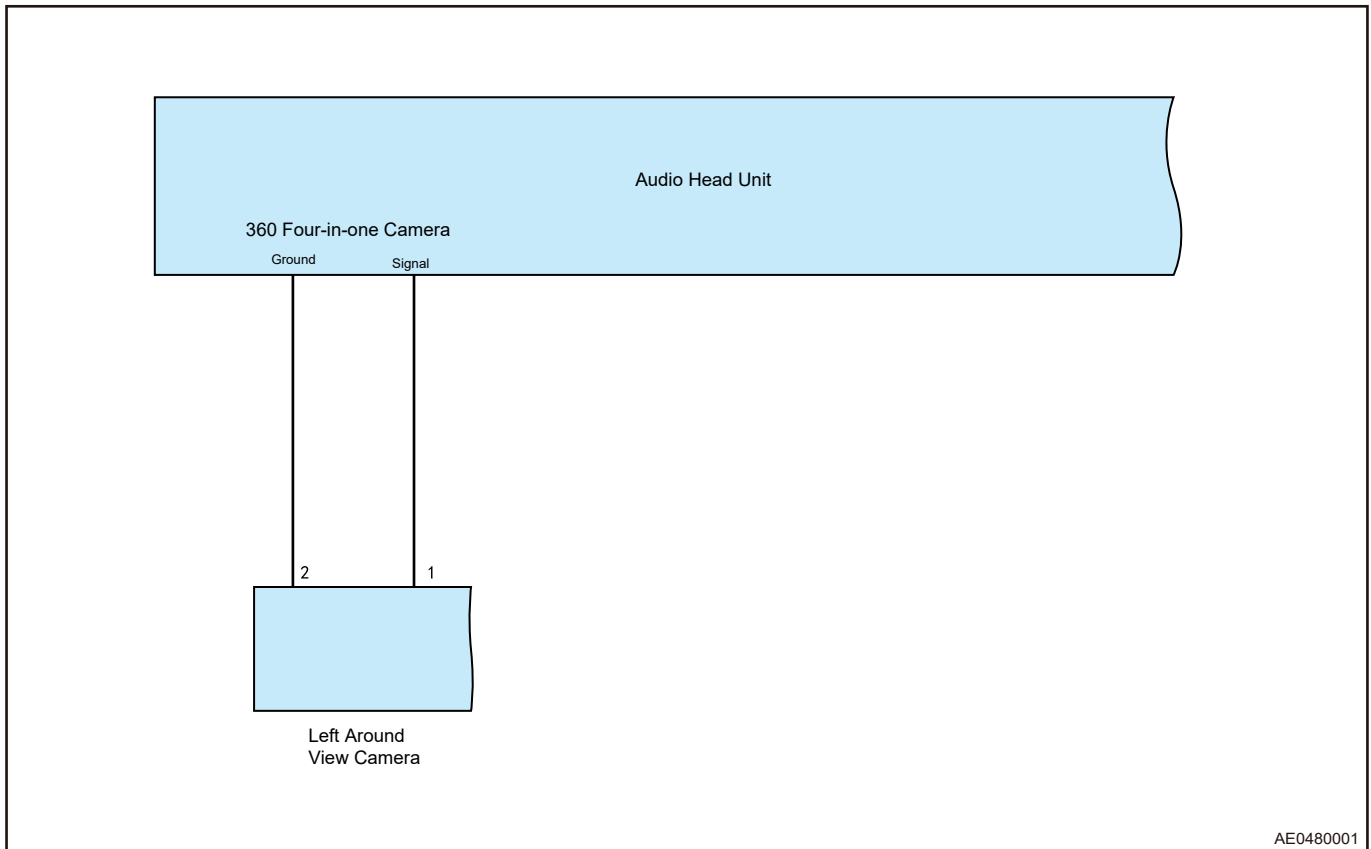 Audio Head Unit
360 Four-in-one Camera
Ground
Signal
2
1
Left Around
View Camera
AE0480001